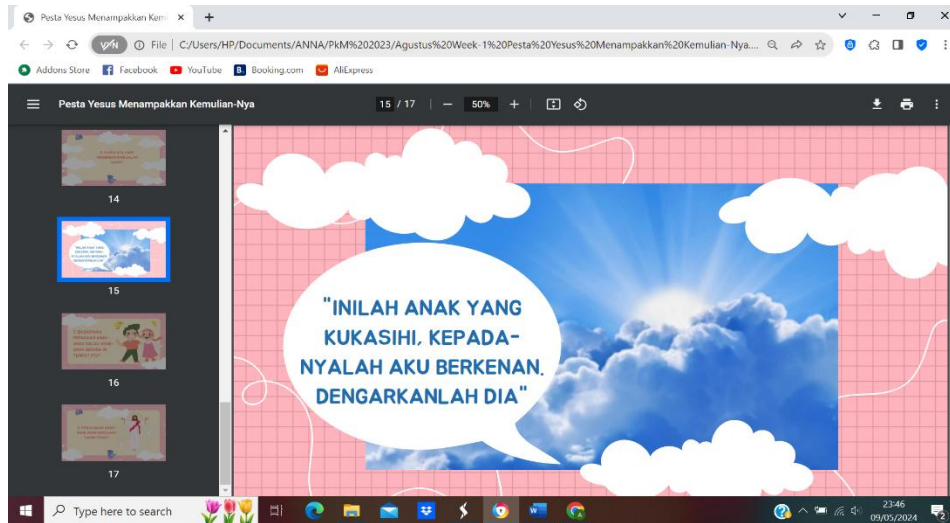 Pesta Yesus Menampakkan Kem
File
C:/Users/HP/Documents/ANNA/PkM%202023/Agustus%20Week-1%20Pesta%20Yesus%20Menampakkan%20Kemulian-Nya....
Addons Store
Facebook
YouTube
B. Booking.com
AliExpress
Pesta Yesus Menampakkan Kemulian-Nya
15 / 17
50%
14
15
16
17
"INILAH ANAK YANG
KUKASIHI, KEPADA-
NYALAH AKU BERKENAN.
DENGARKANLAH DIA"
Type here to search
23:46
09/05/2024